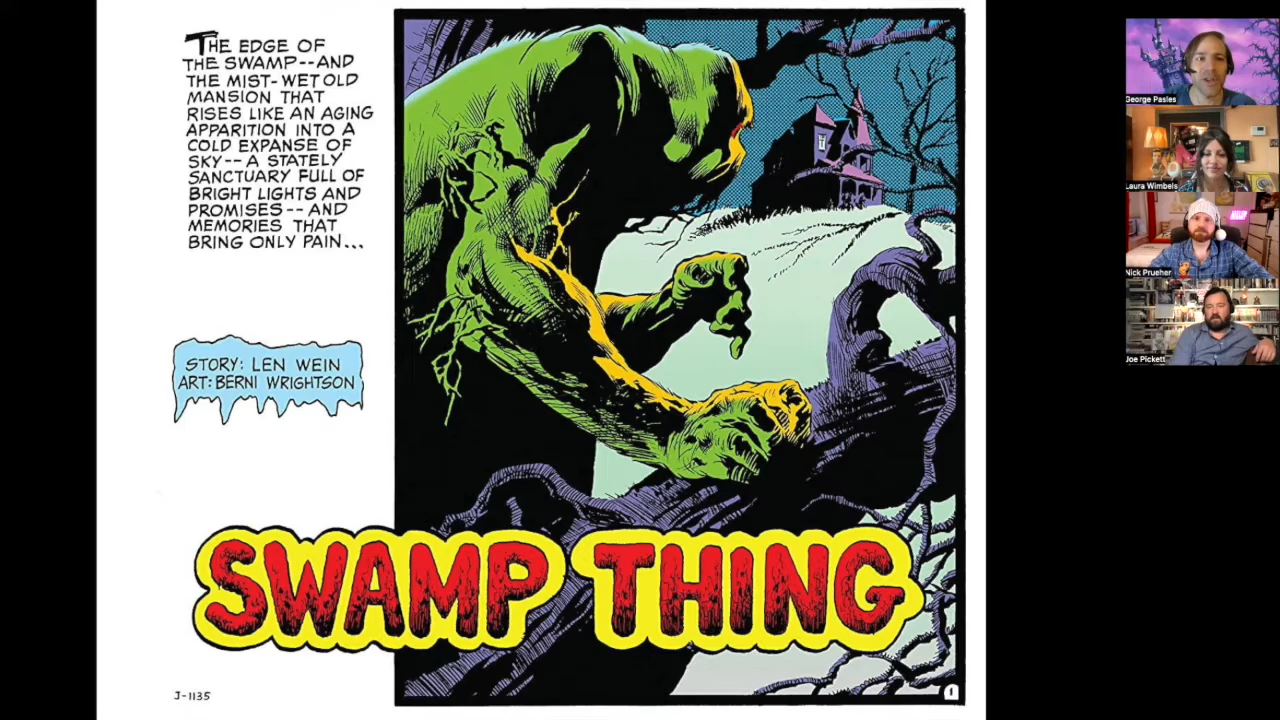 THE EDGE OF
THE SWAMP--AND
THE MIST-WET OLD
MANSION THAT
RISES LIKE AN AGING
APPARITION INTO A
COLD EXPANSE OF
SKY--A STATELY
SANCTUARY FULL OF
BRIGHT LIGHTS AND
PROMISES--AND
MEMORIES THAT
BRING ONLY PAIN...
STORY: LEN WEIN
ART: BERNI WRIGHTSON
SWAMP THING
J-1135
1
George Pasles
Laura Wimbels
Nick Prueher
Joe Pickett